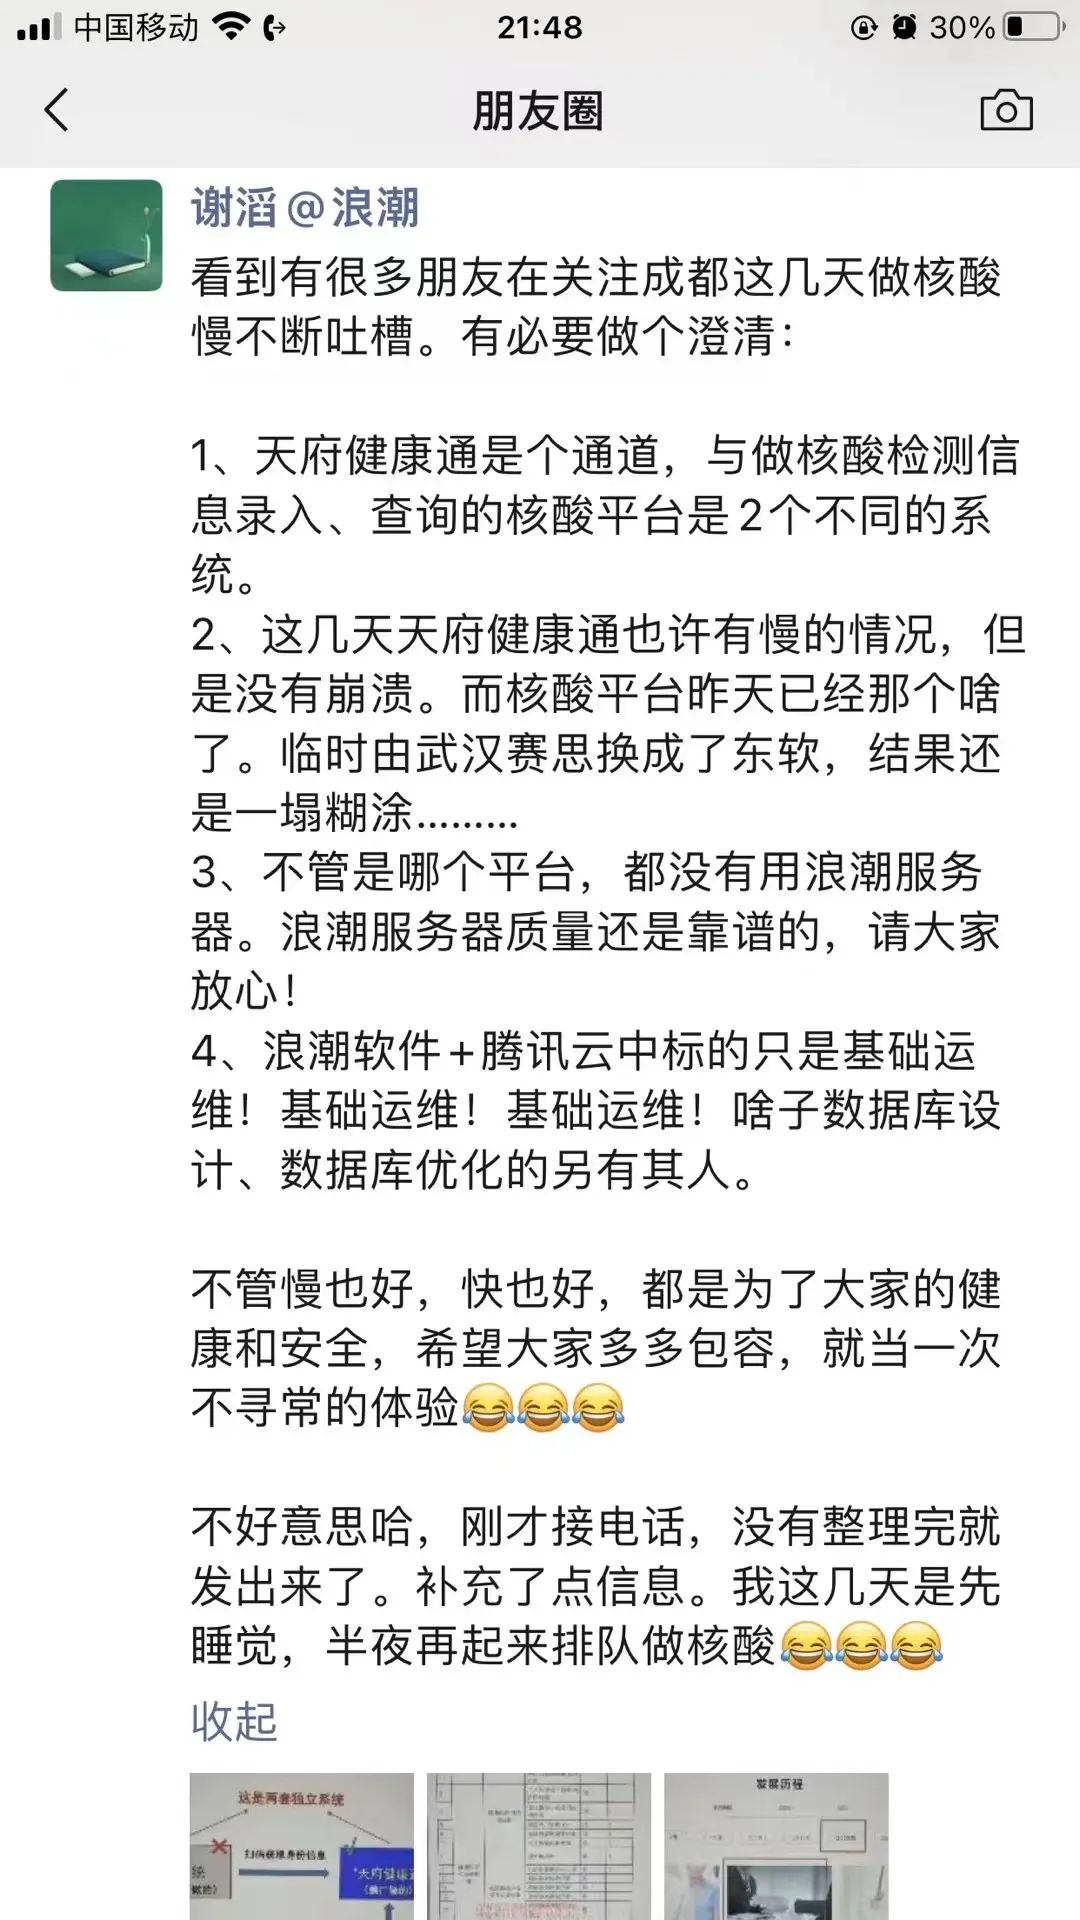 中国移动
21:48
30%
朋友圈
谢滔@浪潮
看到有很多朋友在关注成都这几天做核酸
慢不断吐槽。有必要做个澄清：
1、天府健康通是个通道，与做核酸检测信
息录入、查询的核酸平台是2个不同的系
统。
2、这几天天府健康通也许有慢的情况，但
是没有崩溃。而核酸平台昨天已经那个啥
了。临时由武汉赛思换成了东软，结果还
是一塌糊涂………
3、不管是哪个平台，都没有用浪潮服务
器。浪潮服务器质量还是靠谱的，请大家
放心！
4、浪潮软件+腾讯云中标的只是基础运
维！基础运维！基础运维！啥子数据库设
计、数据库优化的另有其人。
不管慢也好，快也好，都是为了大家的健
康和安全，希望大家多多包容，就当一次
不寻常的体验😂😂😂
不好意思哈，刚才接电话，没有整理完就
发出来了。补充了点信息。我这几天是先
睡觉，半夜再起来排队做核酸😂😂😂
收起
这是两套独立系统
扫码获取身份信息
发展历程